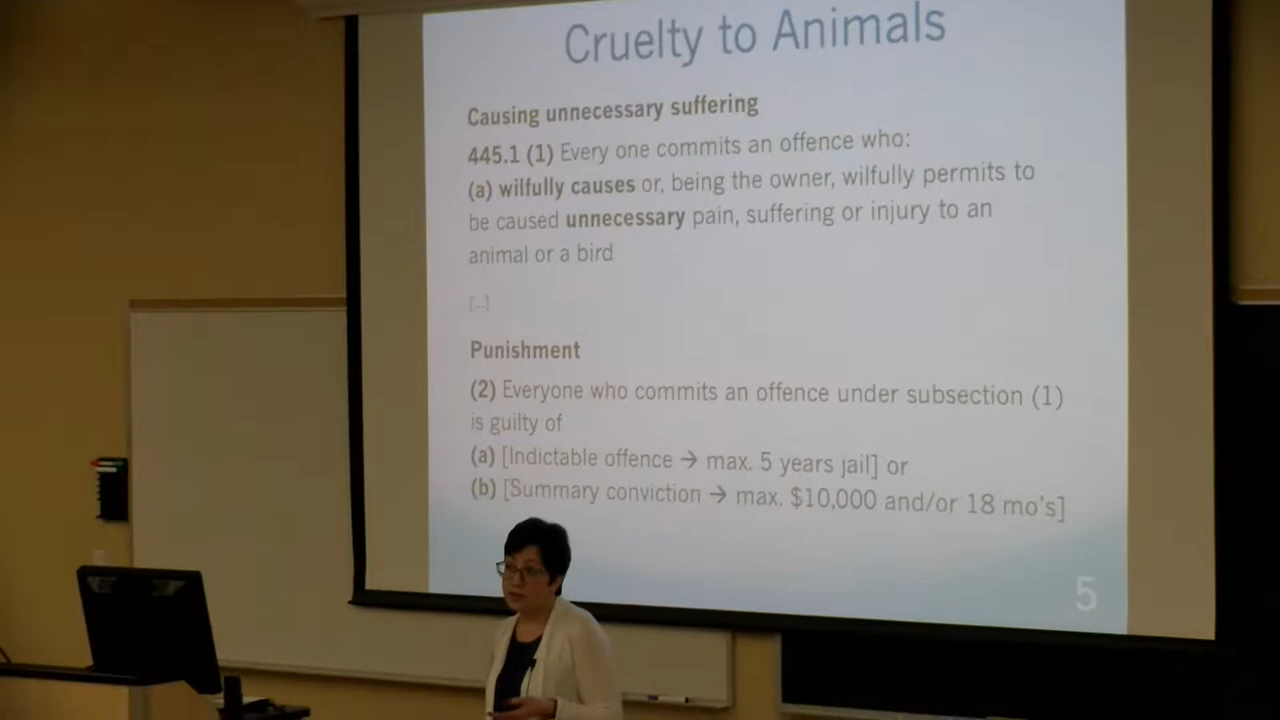 Cruelty to Animals
Causing unnecessary suffering
445.1 (1) Every one commits an offence who:
(a) wilfully causes or, being the owner, wilfully permits to
be caused unnecessary pain, suffering or injury to an
animal or a bird
[...]
Punishment
(2) Everyone who commits an offence under subsection (1)
is guilty of
(a) [Indictable offence → max. 5 years jail] or
(b) [Summary conviction → max. $10,000 and/or 18 mo's]
5